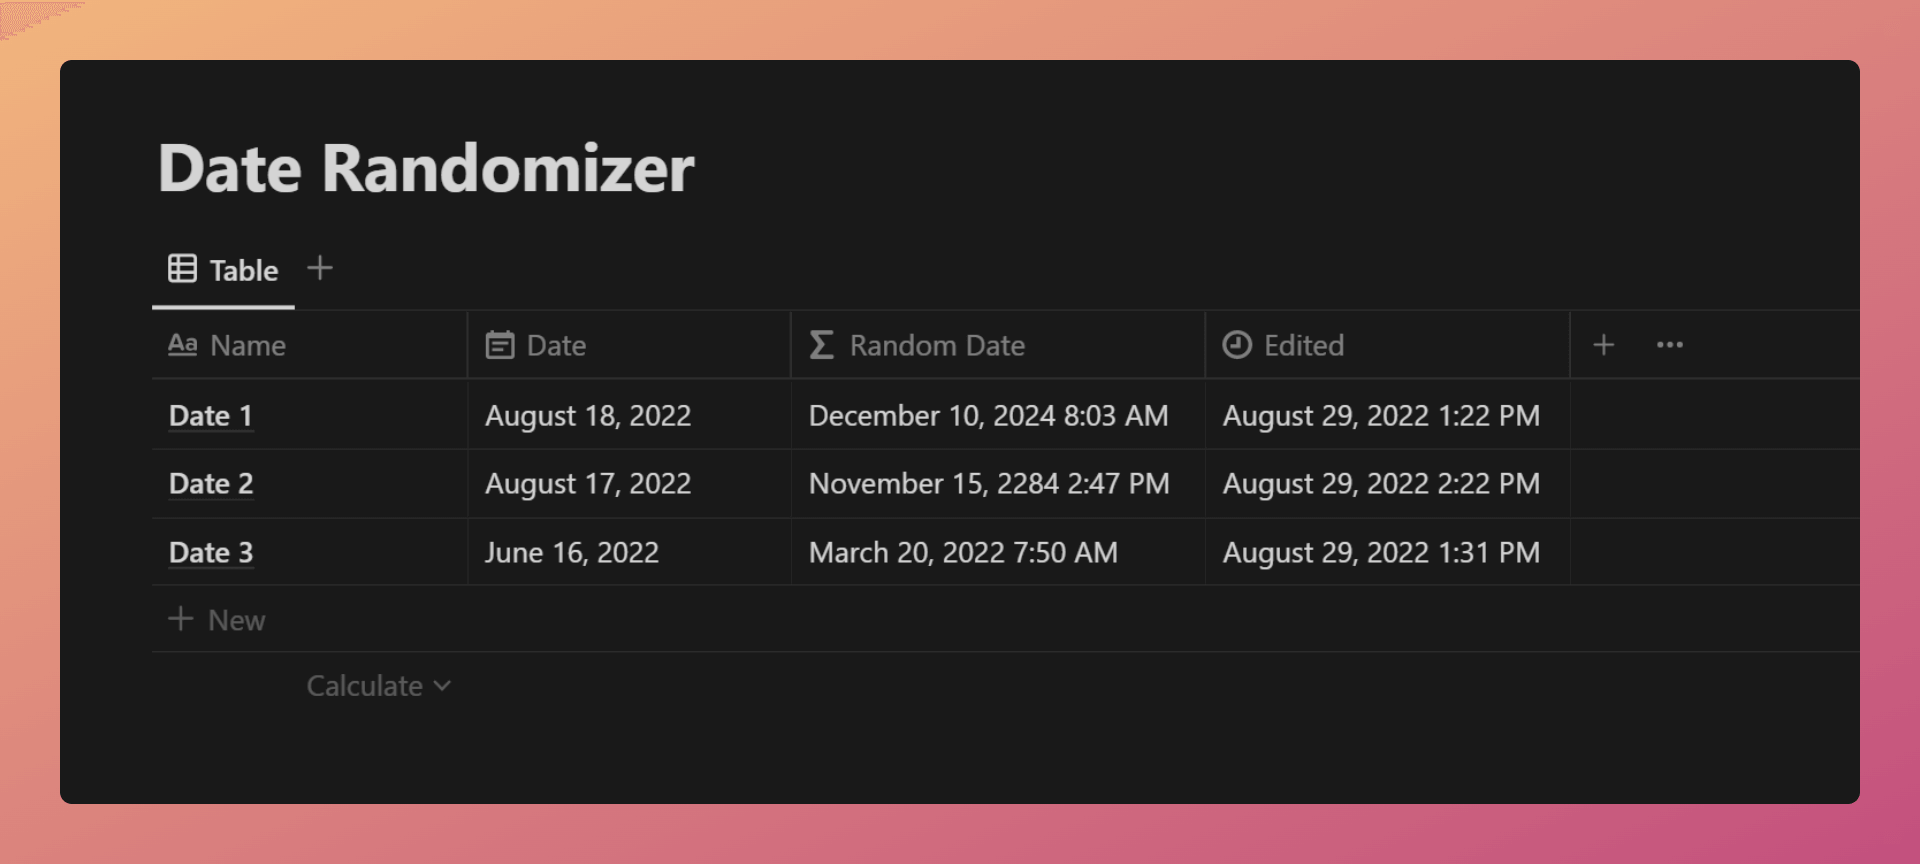 Date Randomizer
Table
Aa Name Date Σ Random Date Edited
Date 1 August 18, 2022 December 10, 2024 8:03 AM August 29, 2022 1:22 PM
Date 2 August 17, 2022 November 15, 2284 2:47 PM August 29, 2022 2:22 PM
Date 3 June 16, 2022 March 20, 2022 7:50 AM August 29, 2022 1:31 PM
+ New
Calculate